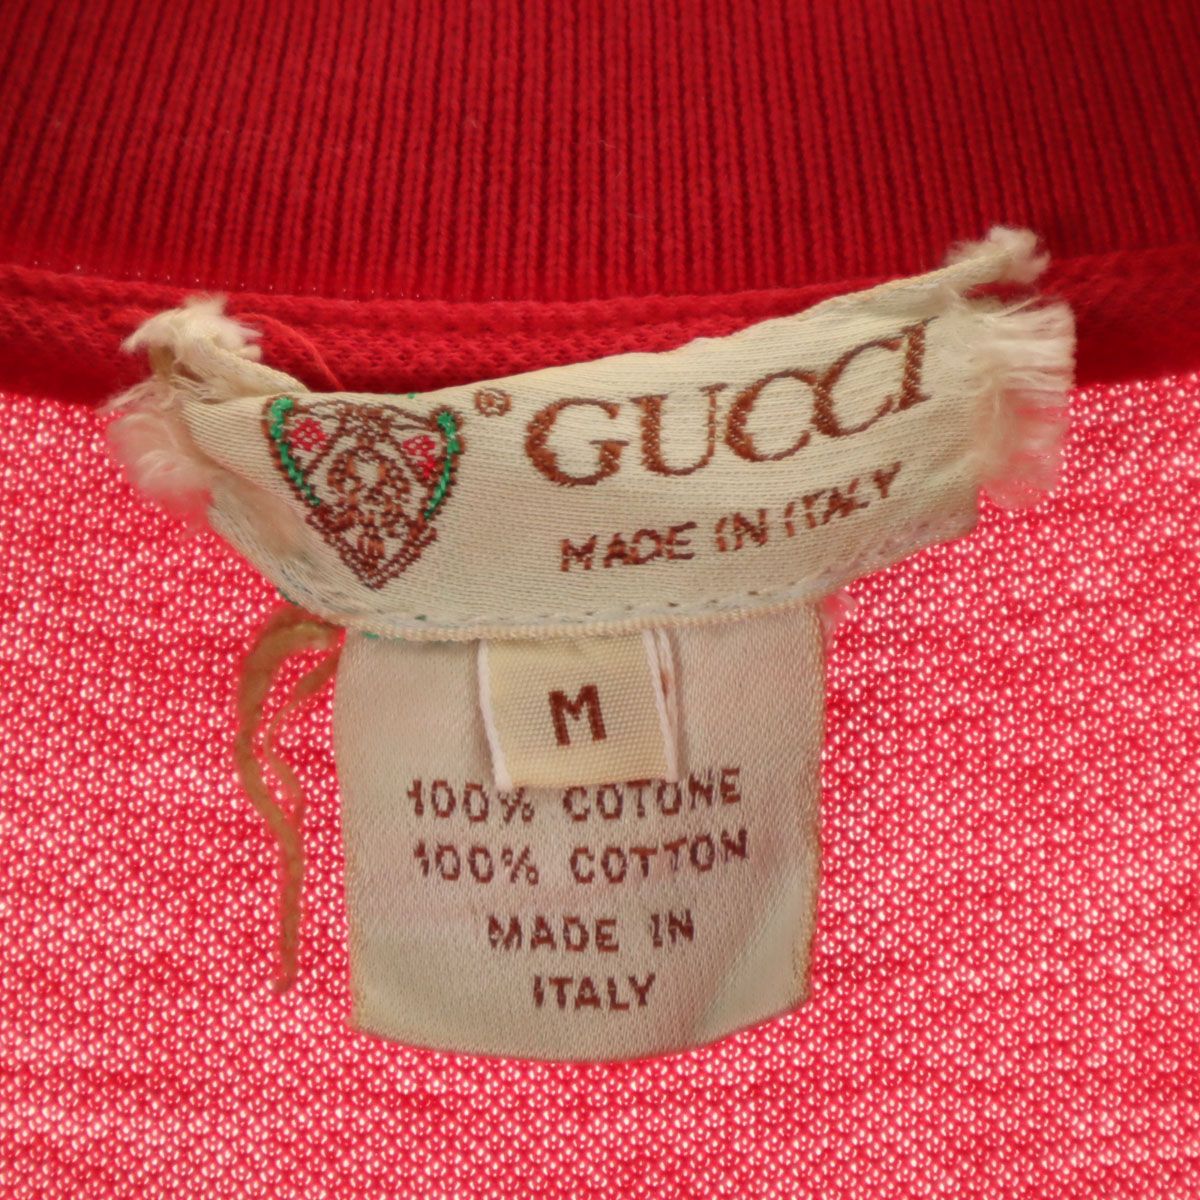 ® GUCCI
MADE IN ITALY
M
100% COTONE
100% COTTON
MADE IN
ITALY